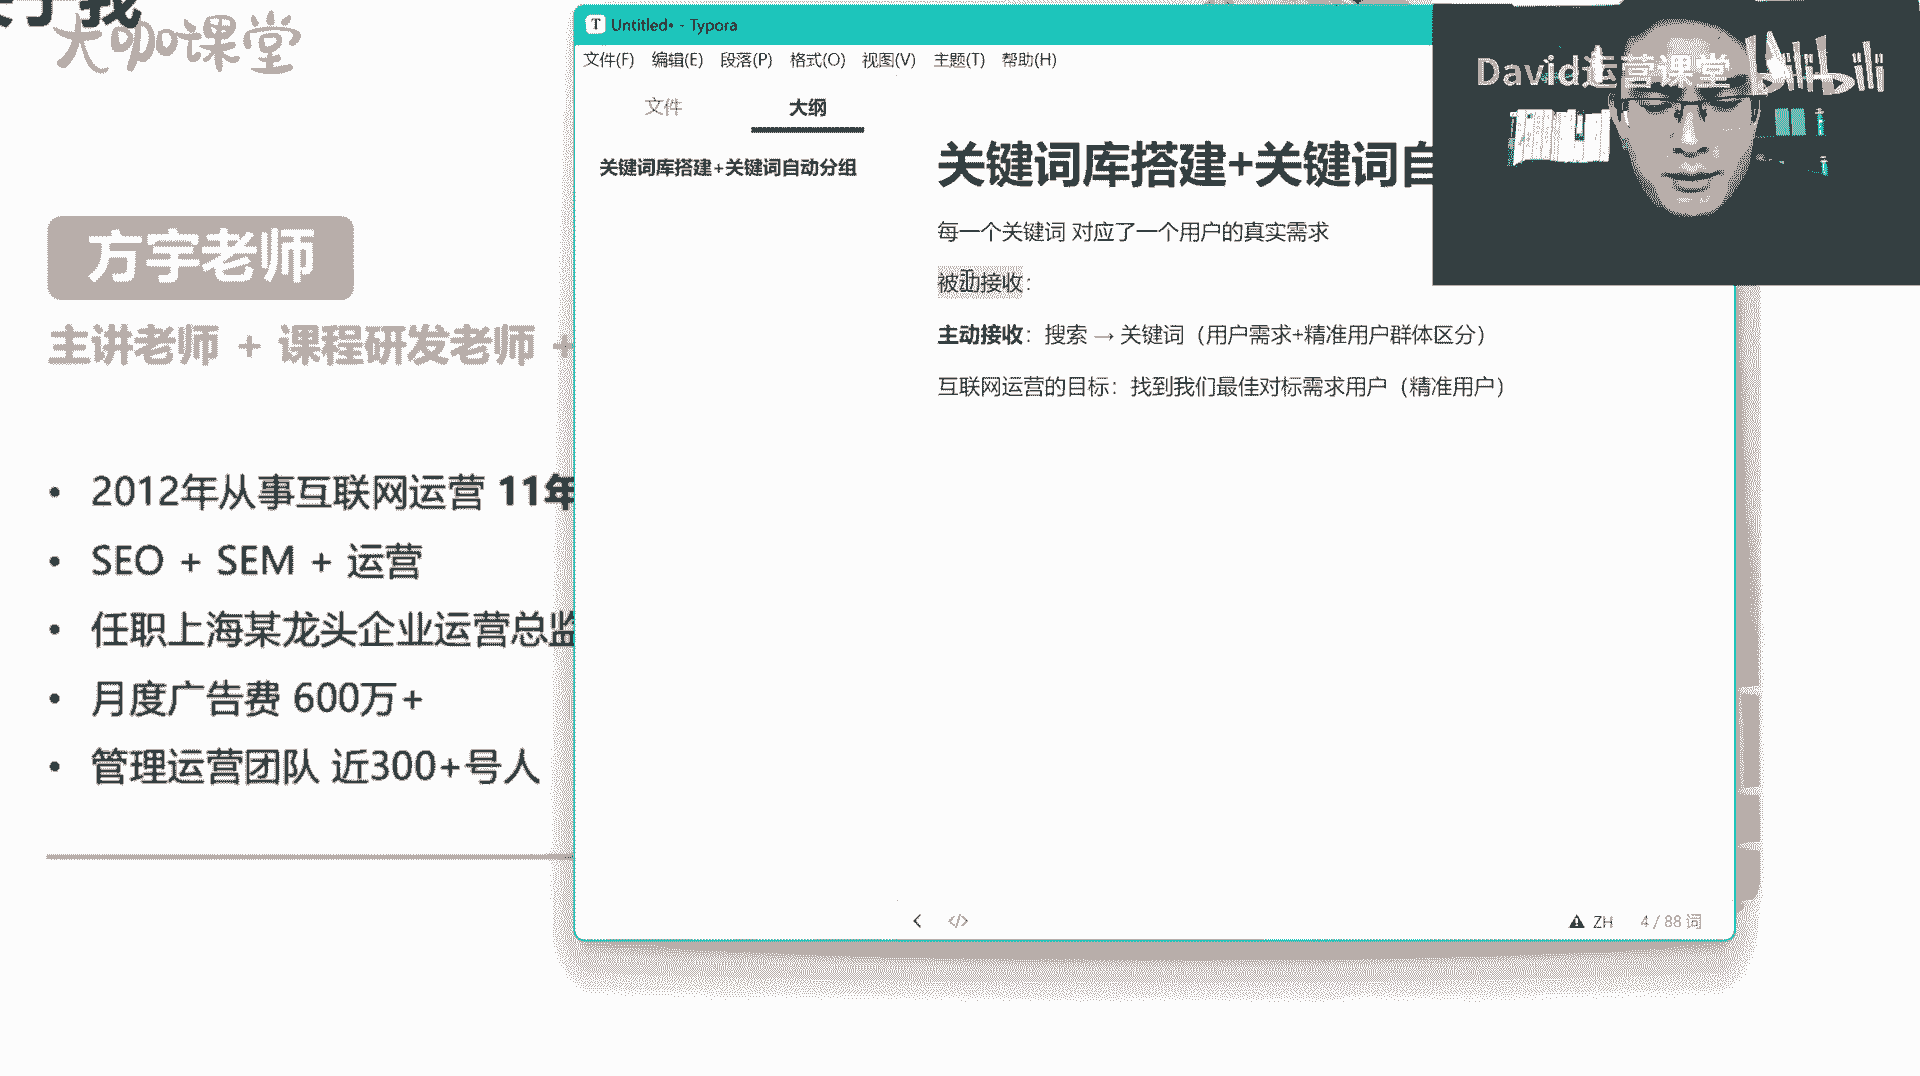 大咖课堂
方宇老师
主讲老师 + 课程研发老师 +
• 2012年从事互联网运营 11年
• SEO + SEM + 运营
• 任职上海某龙头企业运营总监
• 月度广告费 600万+
• 管理运营团队 近300+号人
Untitled• - Typora
文件(F) 编辑(E) 段落(P) 格式(O) 视图(V) 主题(T) 帮助(H)
文件 大纲
关键词库搭建+关键词自动分组
关键词库搭建+关键词自
每一个关键词 对应了一个用户的真实需求
被动接收：
主动接收：搜索 → 关键词（用户需求+精准用户群体区分）
互联网运营的目标：找到我们最佳对标需求用户（精准用户）
ZH 4 / 88 词
David运营课堂 bilibili